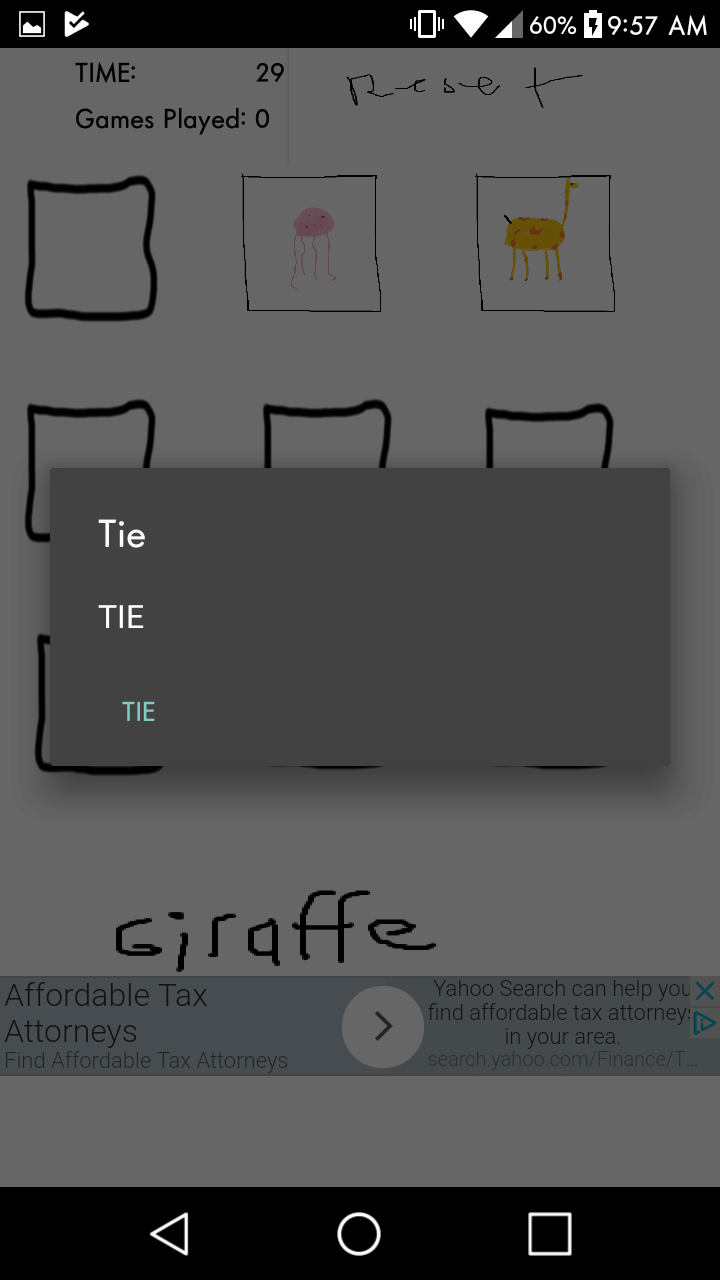 60% 9:57 AM
TIME: 29
Reset
Games Played: 0
Tie
TIE
TIE
Giraffe
Affordable Tax
Attorneys
Find Affordable Tax Attorneys
Yahoo Search can help you
find affordable tax attorneys
in your area.
search.yahoo.com/Finance/T...